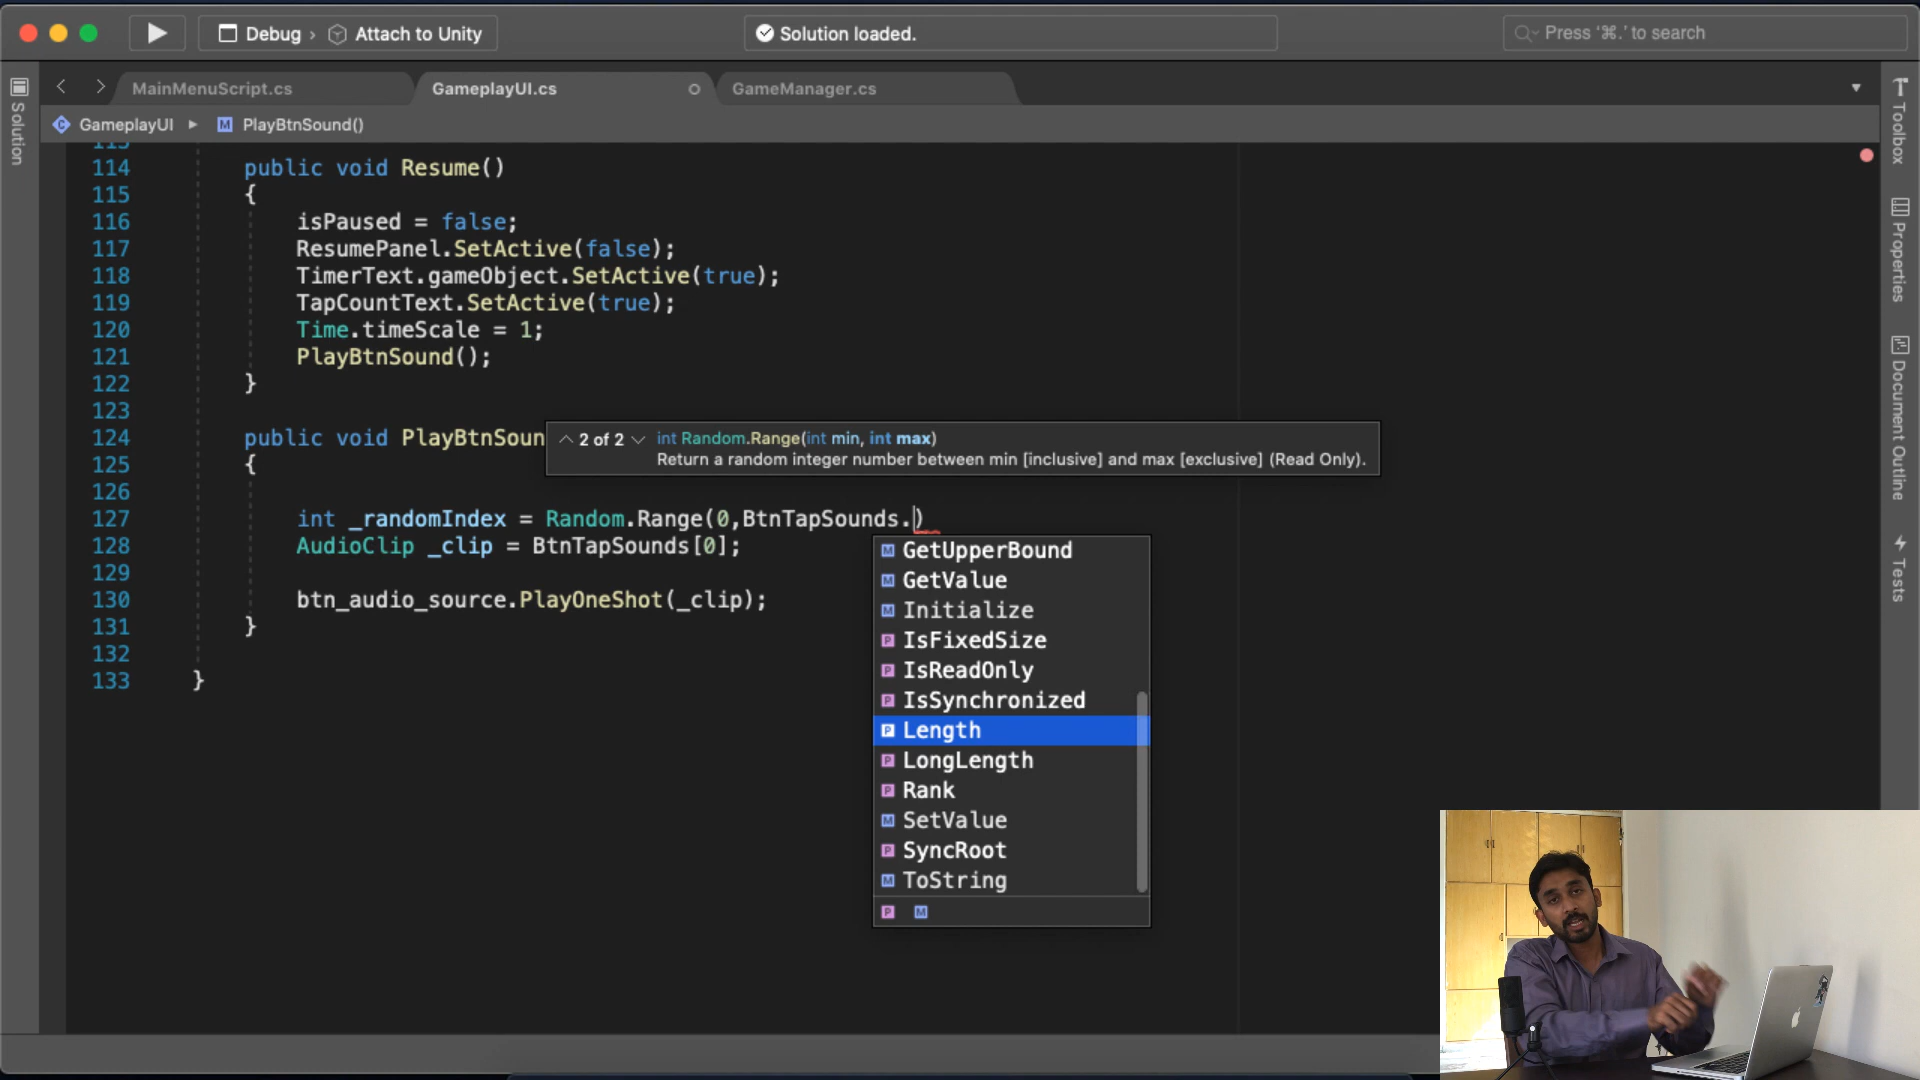 Debug › Attach to Unity
Solution loaded.
Press '⌘.' to search
MainMenuScript.cs
GameplayUI.cs
GameManager.cs
GameplayUI ▸ PlayBtnSound()
Solution
Toolbox
Properties
Document Outline
Tests
114 public void Resume()
115 {
116 isPaused = false;
117 ResumePanel.SetActive(false);
118 TimerText.gameObject.SetActive(true);
119 TapCountText.SetActive(true);
120 Time.timeScale = 1;
121 PlayBtnSound();
122 }
123
124 public void PlayBtnSoun
2 of 2 int Random.Range(int min, int max)
Return a random integer number between min [inclusive] and max [exclusive] (Read Only).
125 {
126
127 int _randomIndex = Random.Range(0,BtnTapSounds.)
128 AudioClip _clip = BtnTapSounds[0];
129
130 btn_audio_source.PlayOneShot(_clip);
131 }
132
133 }
M GetUpperBound
M GetValue
M Initialize
P IsFixedSize
P IsReadOnly
P IsSynchronized
P Length
P LongLength
P Rank
M SetValue
P SyncRoot
M ToString
P M